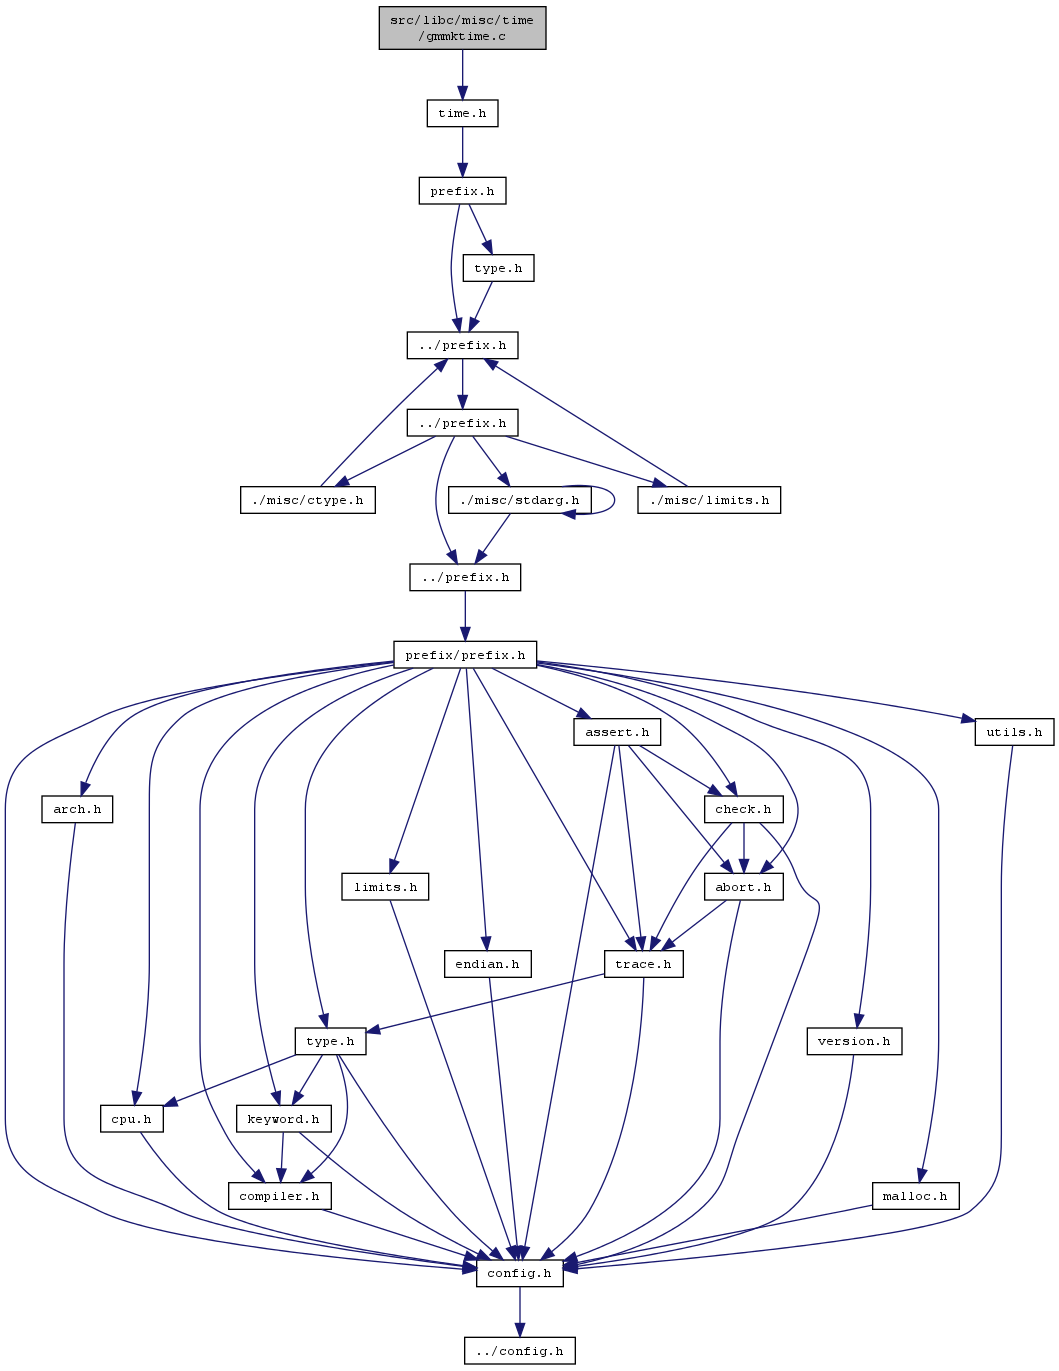 src/libc/misc/time
/gmmktime.c
time.h
prefix.h
type.h
../prefix.h
../prefix.h
./misc/ctype.h
./misc/stdarg.h
./misc/limits.h
../prefix.h
prefix/prefix.h
assert.h
utils.h
arch.h
check.h
limits.h
abort.h
endian.h
trace.h
type.h
version.h
cpu.h
keyword.h
compiler.h
malloc.h
config.h
../config.h